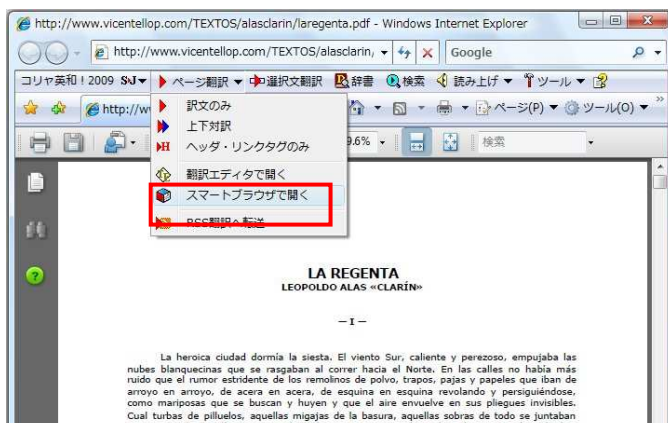 http://www.vicentellop.com/TEXTOS/alasclarin/laregenta.pdf - Windows Internet Explorer
http://www.vicentellop.com/TEXTOS/alasclarin,
Google
コリャ英和!2009 S⇔J▼ ページ翻訳 ▼ 選択文翻訳 辞書 検索 読み上げ ▼ ツール ▼
http://w
ページ(P) ▼ ツール(O) ▼ »
訳文のみ
上下対訳
ヘッダ・リンクタグのみ
翻訳エディタで開く
スマートブラウザで開く
RSS翻訳へ転送
9.6%
検索
LA REGENTA
LEOPOLDO ALAS «CLARÍN»
— I —
La heroica ciudad dormía la siesta. El viento Sur, caliente y perezoso, empujaba las
nubes blanquecinas que se rasgaban al correr hacia el Norte. En las calles no había más
ruido que el rumor estridente de los remolinos de polvo, trapos, pajas y papeles que iban de
arroyo en arroyo, de acera en acera, de esquina en esquina revolando y persiguiéndose,
como mariposas que se buscan y huyen y que el aire envuelve en sus pliegues invisibles.
Cual turbas de pilluelos, aquellas migajas de la basura, aquellas sobras de todo se juntaban